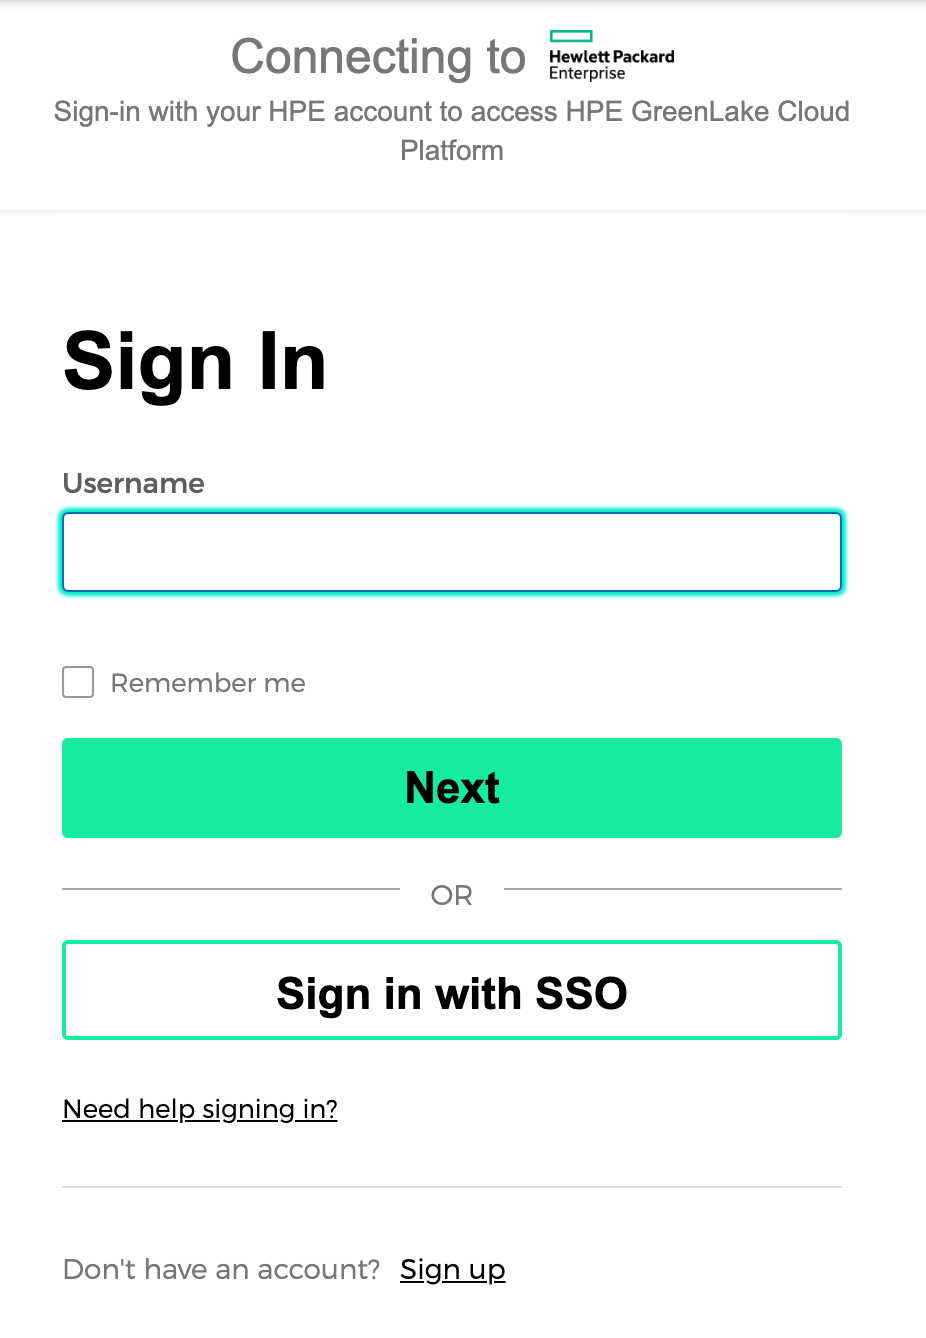 Connecting to
Hewlett Packard
Enterprise
Sign-in with your HPE account to access HPE GreenLake Cloud
Platform
Sign In
Username
Remember me
Next
OR
Sign in with SSO
Need help signing in?
Don't have an account? Sign up